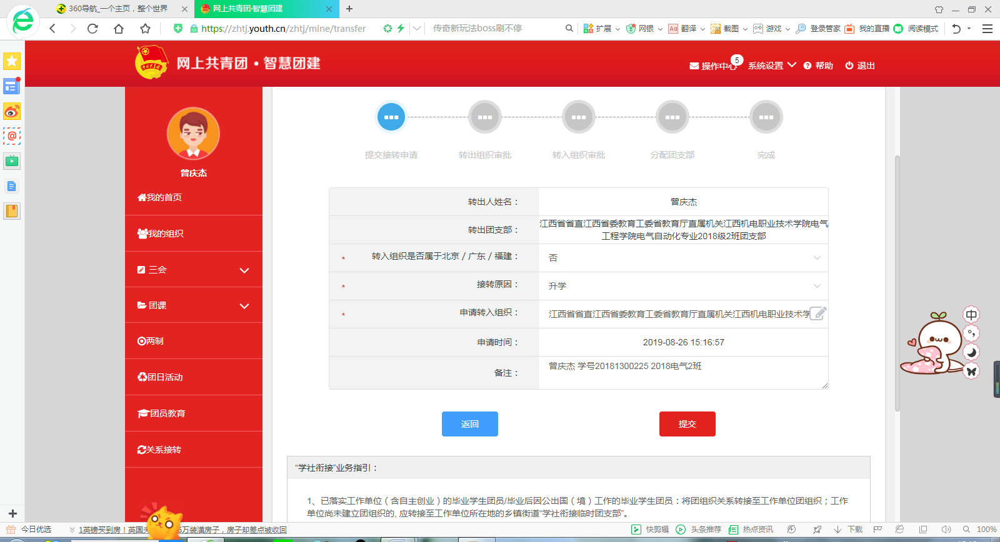 360导航_一个主页，整个世界
网上共青团·智慧团建
https://zhtj.youth.cn/zhtj/mine/transfer
传奇新玩法boss刷不停
扩展
网银
翻译
截图
游戏
登录管家
我的直播
阅读模式
网上共青团·智慧团建
操作中心
5
系统设置
帮助
退出
曾庆杰
我的首页
我的组织
三会
团课
两制
团日活动
团员教育
关系接转
提交接转申请
转出组织审批
转入组织审批
分配团支部
完成
转出人姓名：
曾庆杰
转出团支部：
江西省省直江西省委教育工委省教育厅直属机关江西机电职业技术学院电气
工程学院电气自动化专业2018级2班团支部
* 转入组织是否属于北京／广东／福建：
否
* 接转原因：
升学
* 申请转入组织：
江西省省直江西省委教育工委省教育厅直属机关江西机电职业技术学
申请时间：
2019-08-26 15:16:57
备注：
曾庆杰 学号20181300225 2018电气2班
返回
提交
“学社衔接”业务指引：
1、已落实工作单位（含自主创业）的毕业学生团员/毕业后因公出国（境）工作的毕业学生团员：将团组织关系转接至工作单位团组织；工作
单位尚未建立团组织的, 应转接至工作单位所在地的乡镇街道“学社衔接临时团支部”。
中
今日优选
1英镑买到房！英国夫
5万装潢房子，房子却差点被收回
快剪辑
头条推荐
热点资讯
下载
100%